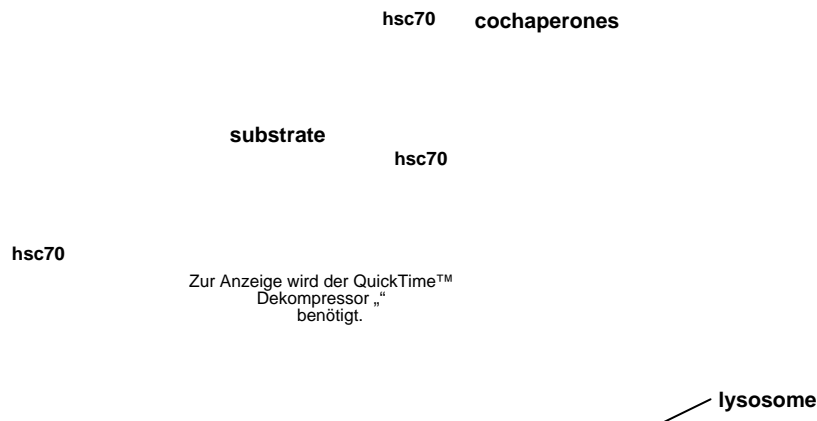 hsc70 cochaperones
substrate
hsc70
hsc70
Zur Anzeige wird der QuickTime™
Dekompressor „“
benötigt.
lysosome